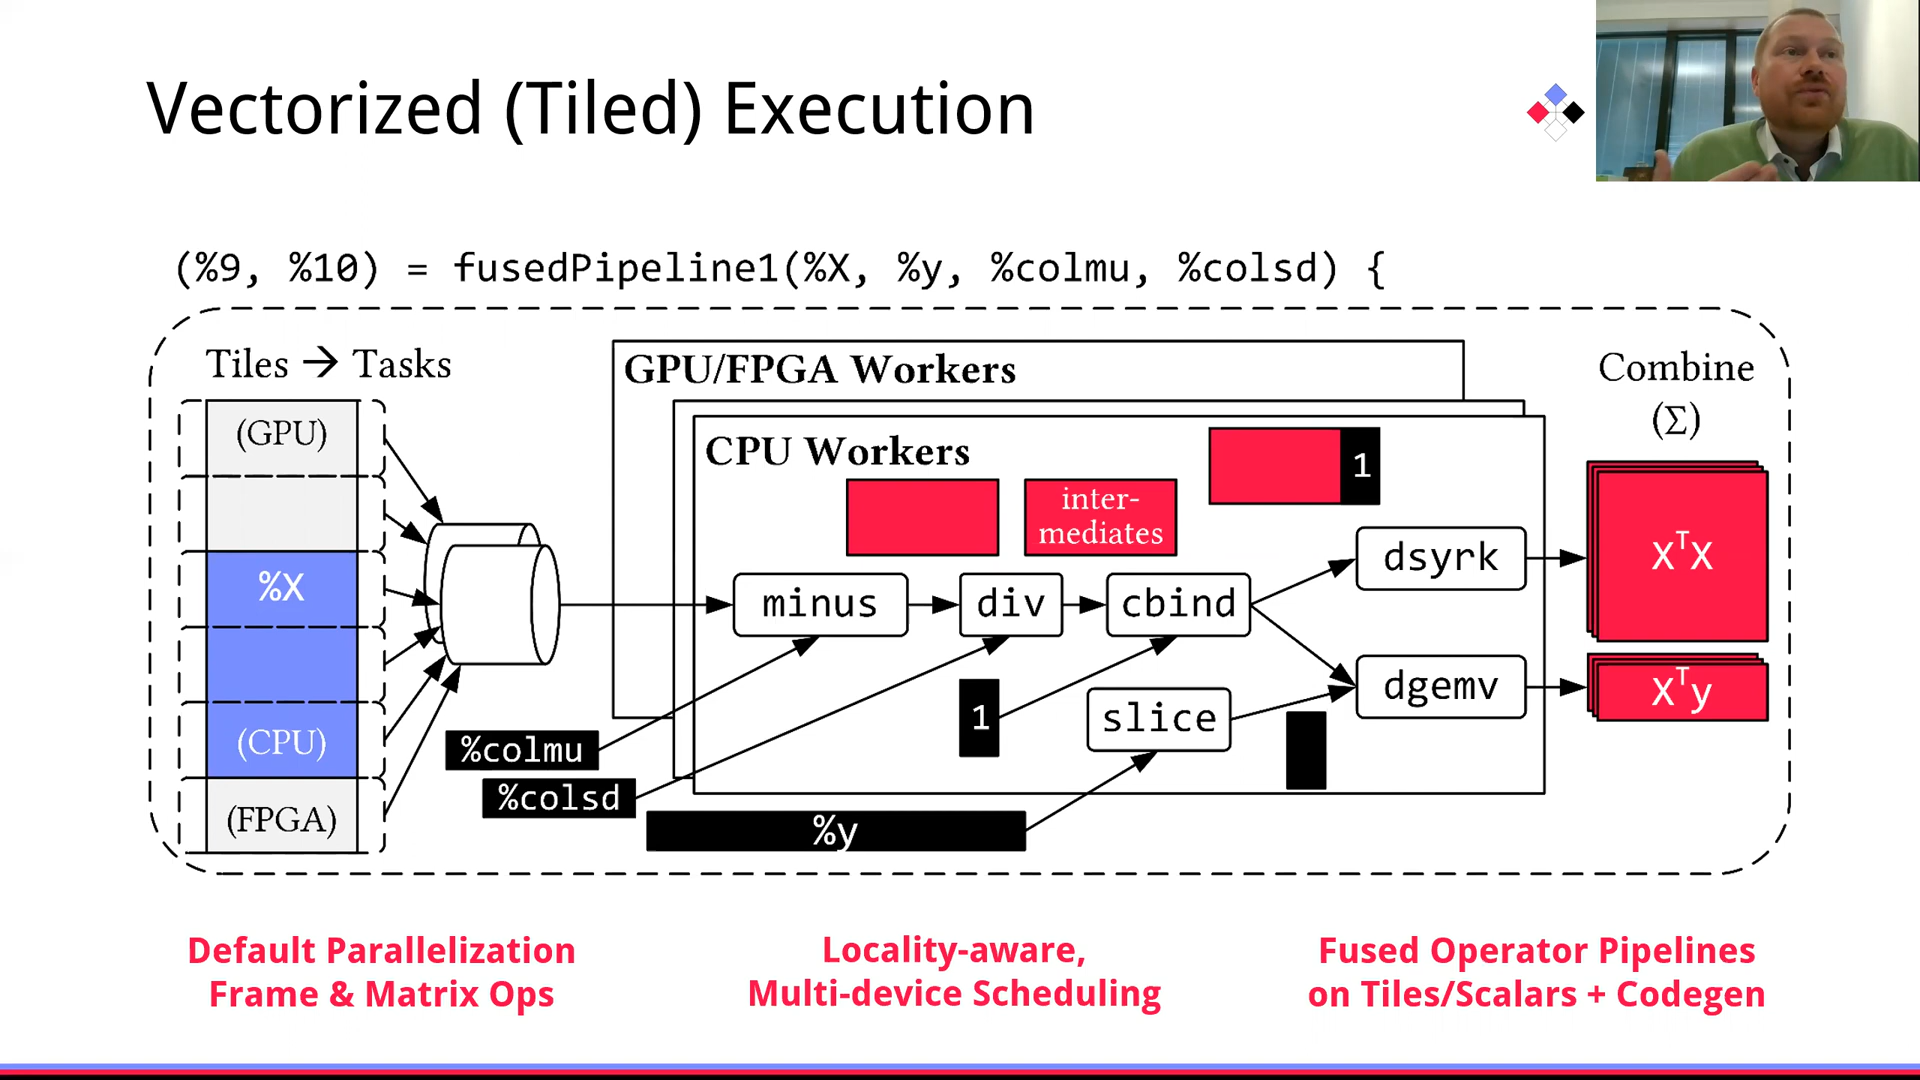 Vectorized (Tiled) Execution
(%9, %10) = fusedPipeline1(%X, %y, %colmu, %colsd) {
Tiles → Tasks
(GPU)
%X
(CPU)
(FPGA)
GPU/FPGA Workers
CPU Workers
inter-
mediates
1
minus
div
cbind
dsyrk
1
slice
dgemv
%colmu
%colsd
%y
Combine
(Σ)
XᵀX
Xᵀy
Default Parallelization
Frame & Matrix Ops
Locality-aware,
Multi-device Scheduling
Fused Operator Pipelines
on Tiles/Scalars + Codegen